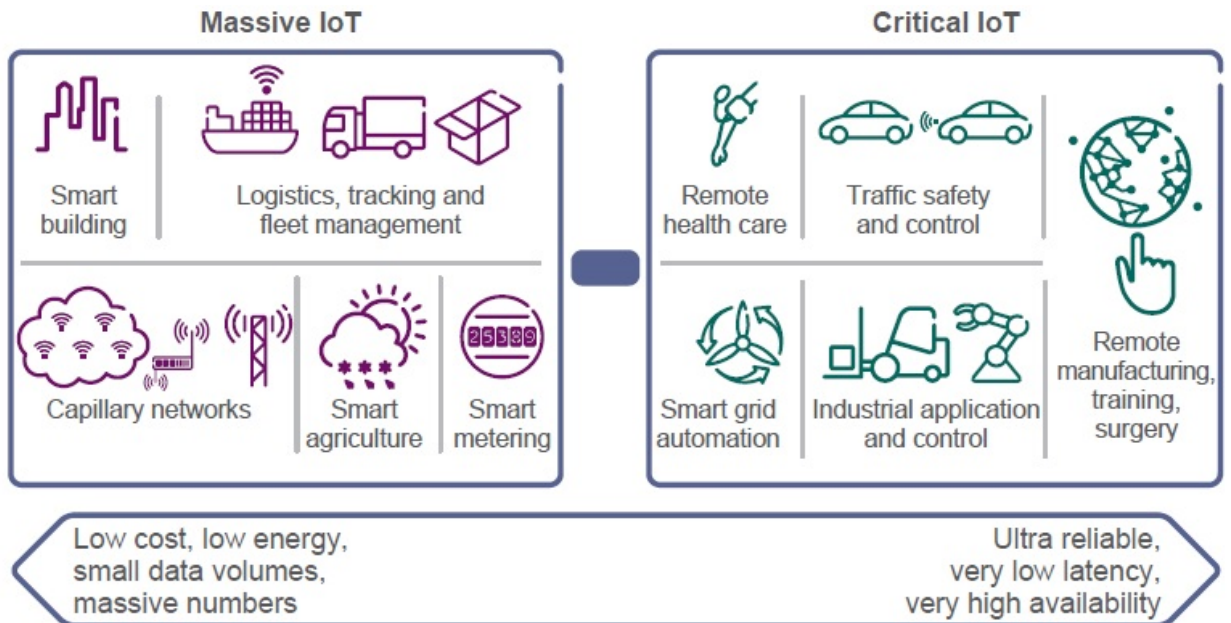 Massive IoT
Critical IoT
Smart
building
Logistics, tracking and
fleet management
Capillary networks
25389
Smart
agriculture
Smart
metering
Remote
health care
Traffic safety
and control
Smart grid
automation
Industrial application
and control
Remote
manufacturing,
training,
surgery
Low cost, low energy,
small data volumes,
massive numbers
Ultra reliable,
very low latency,
very high availability